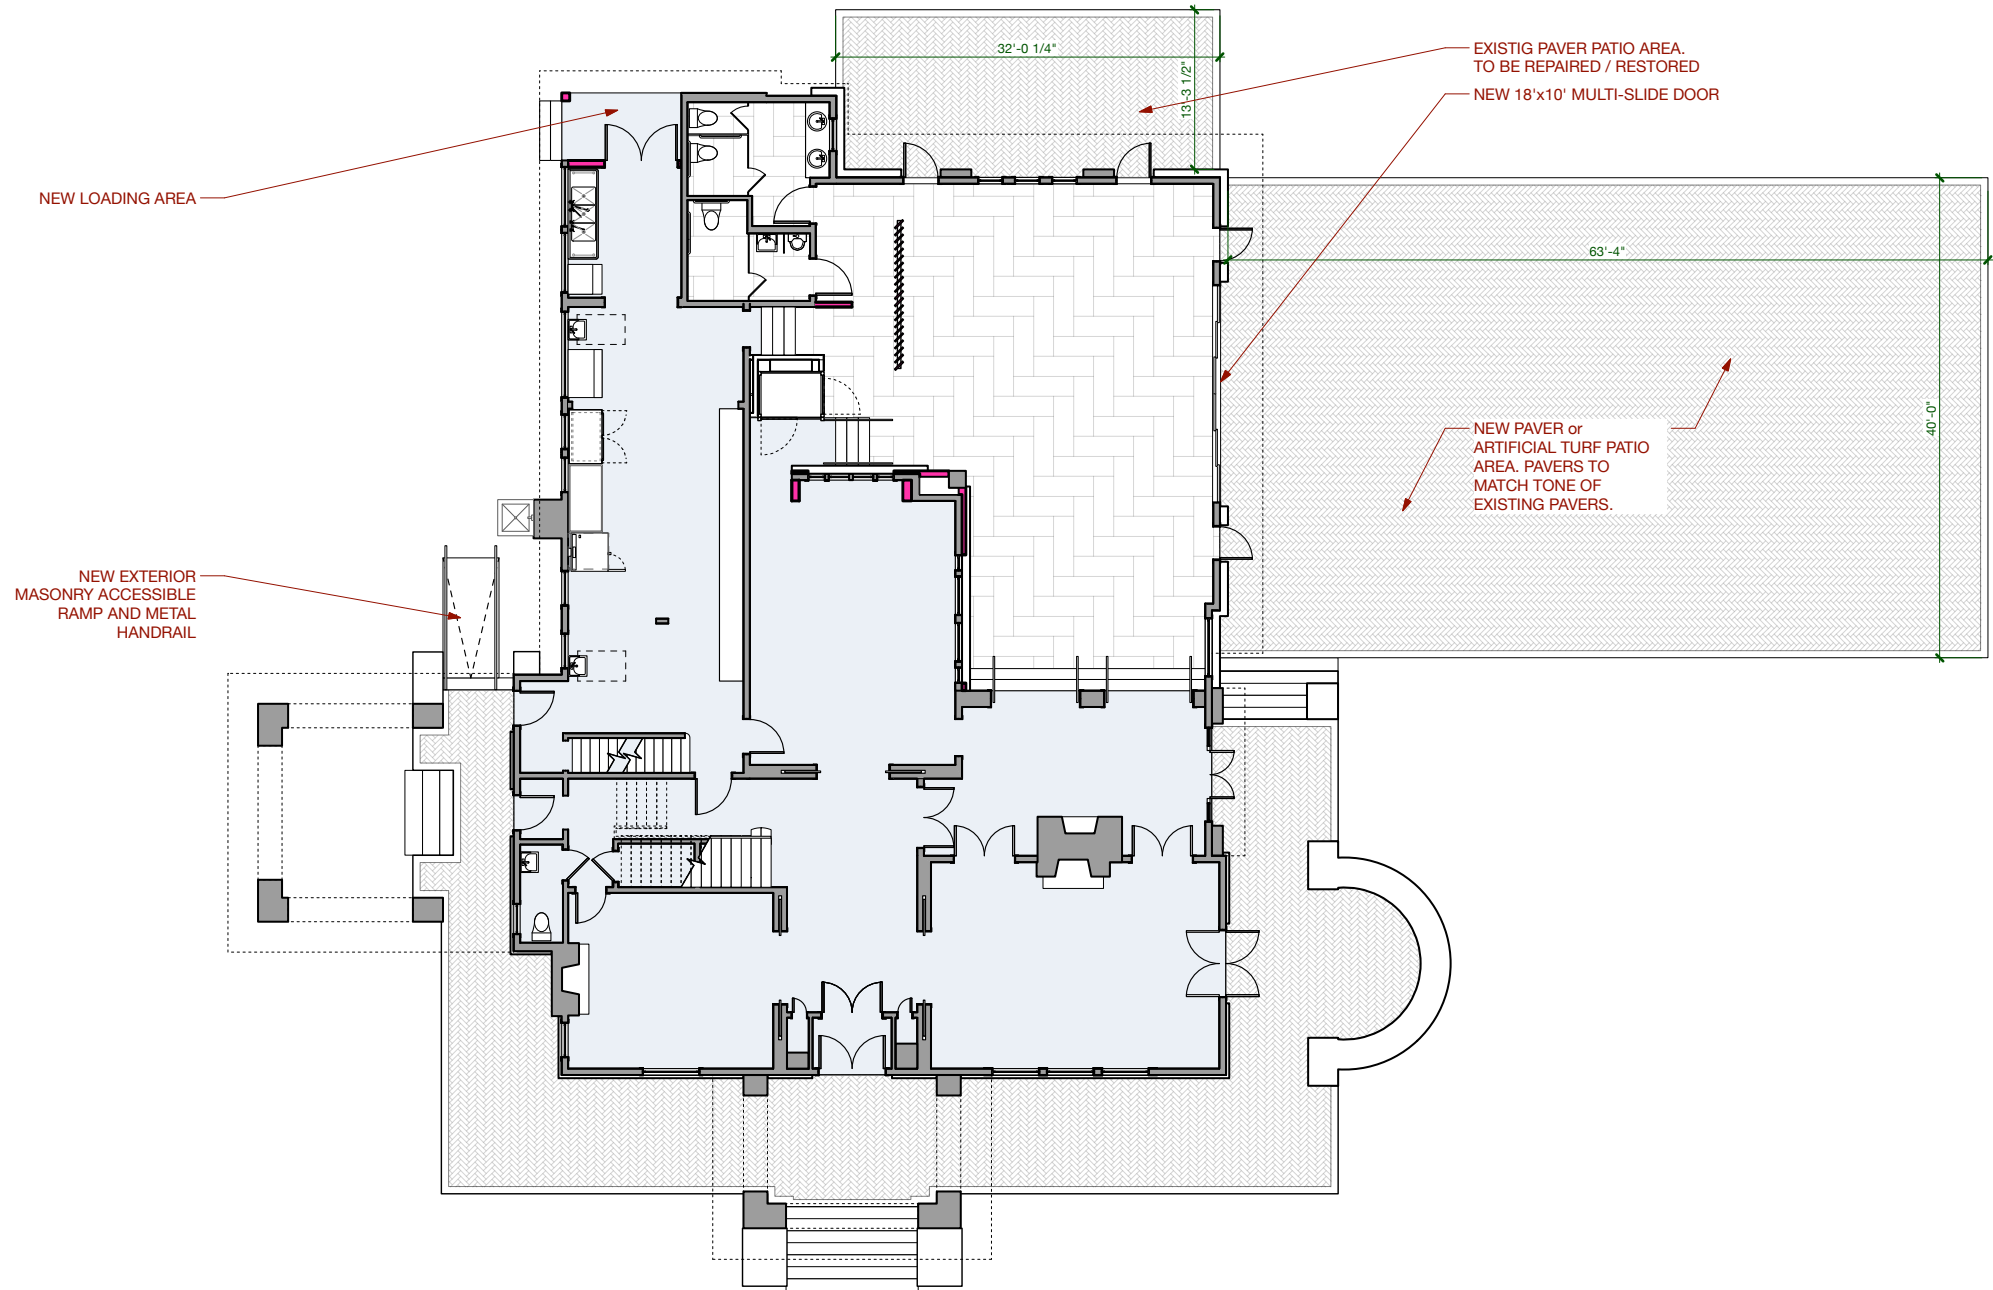 32'-0 1/4"
13'-3 1/2"
EXISTIG PAVER PATIO AREA.
TO BE REPAIRED / RESTORED
NEW 18'x10' MULTI-SLIDE DOOR
NEW LOADING AREA
63'-4"
40'-0"
NEW PAVER or
ARTIFICIAL TURF PATIO
AREA. PAVERS TO
MATCH TONE OF
EXISTING PAVERS.
NEW EXTERIOR
MASONRY ACCESSIBLE
RAMP AND METAL
HANDRAIL